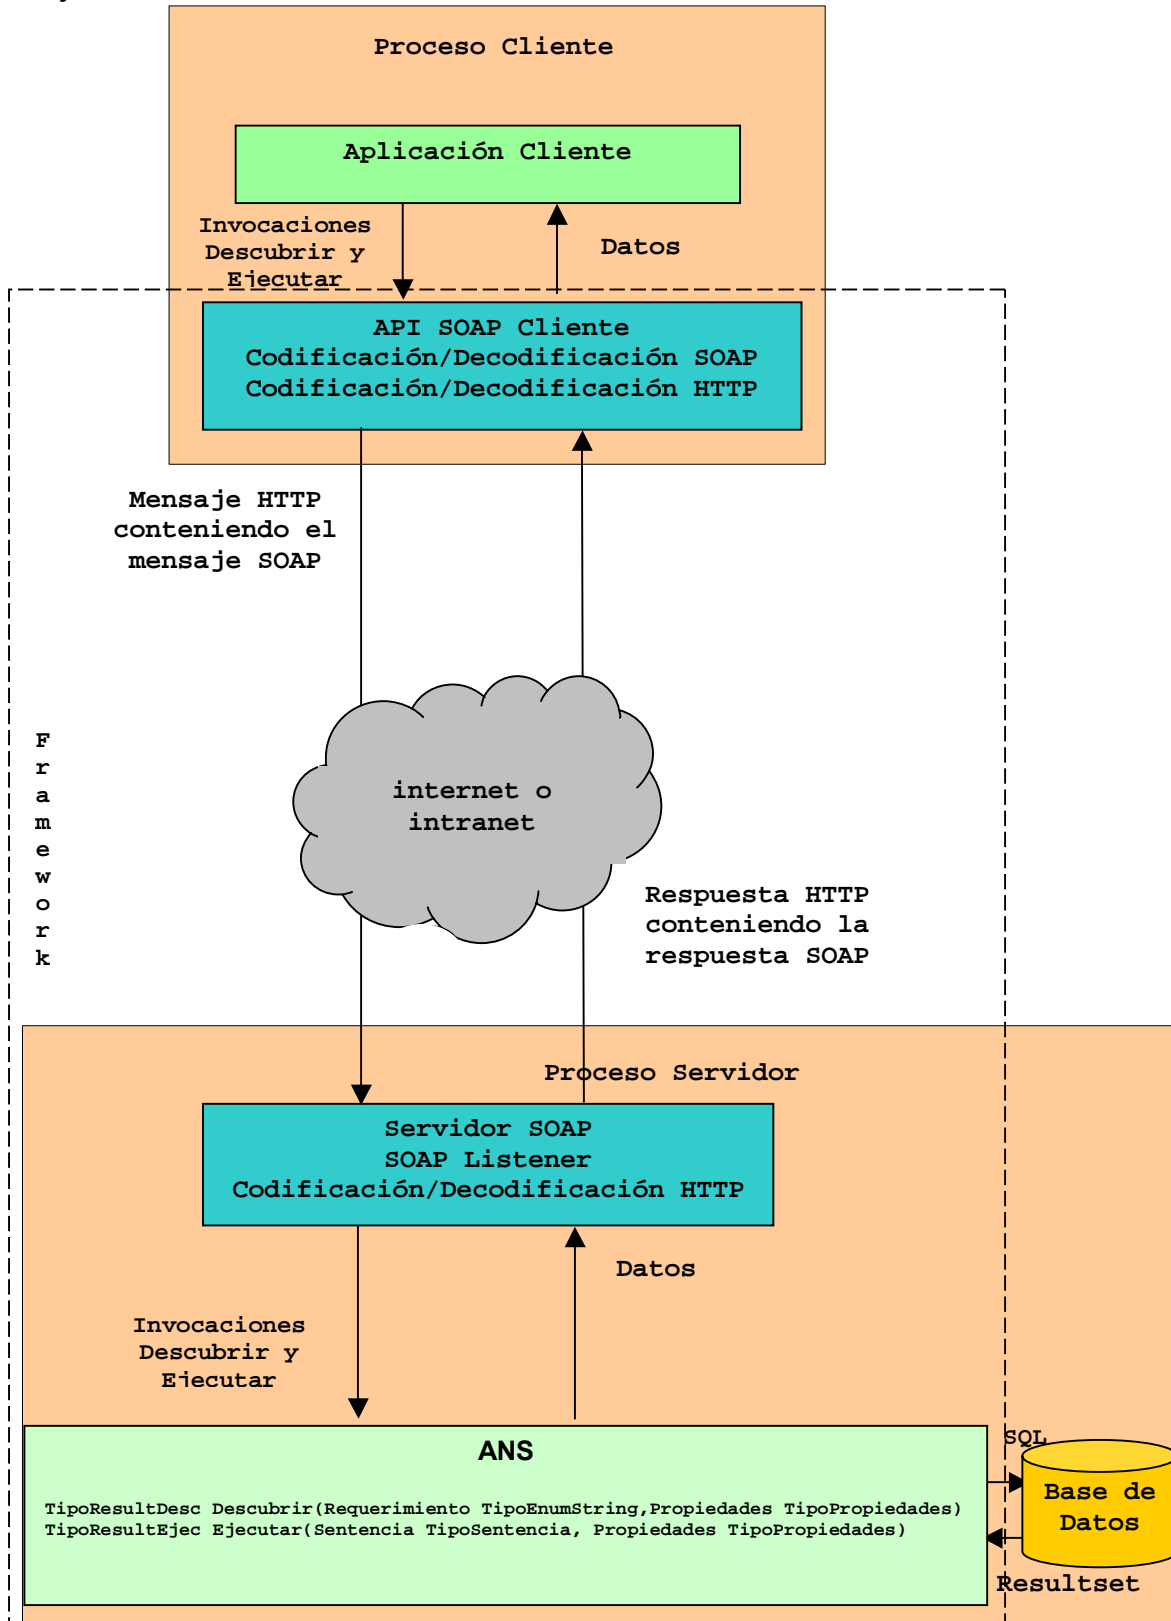 Proceso Cliente
Aplicación Cliente
Invocaciones
Descubrir y
Ejecutar
Datos
API SOAP Cliente
Codificación/Decodificación SOAP
Codificación/Decodificación HTTP
Mensaje HTTP
conteniendo el
mensaje SOAP
Framework
internet o
intranet
Respuesta HTTP
conteniendo la
respuesta SOAP
Proceso Servidor
Servidor SOAP
SOAP Listener
Codificación/Decodificación HTTP
Datos
Invocaciones
Descubrir y
Ejecutar
ANS
TipoResultDesc Descubrir(Requerimiento TipoEnumString,Propiedades TipoPropiedades)
TipoResultEjec Ejecutar(Sentencia TipoSentencia, Propiedades TipoPropiedades)
SQL
Base de
Datos
Resultset